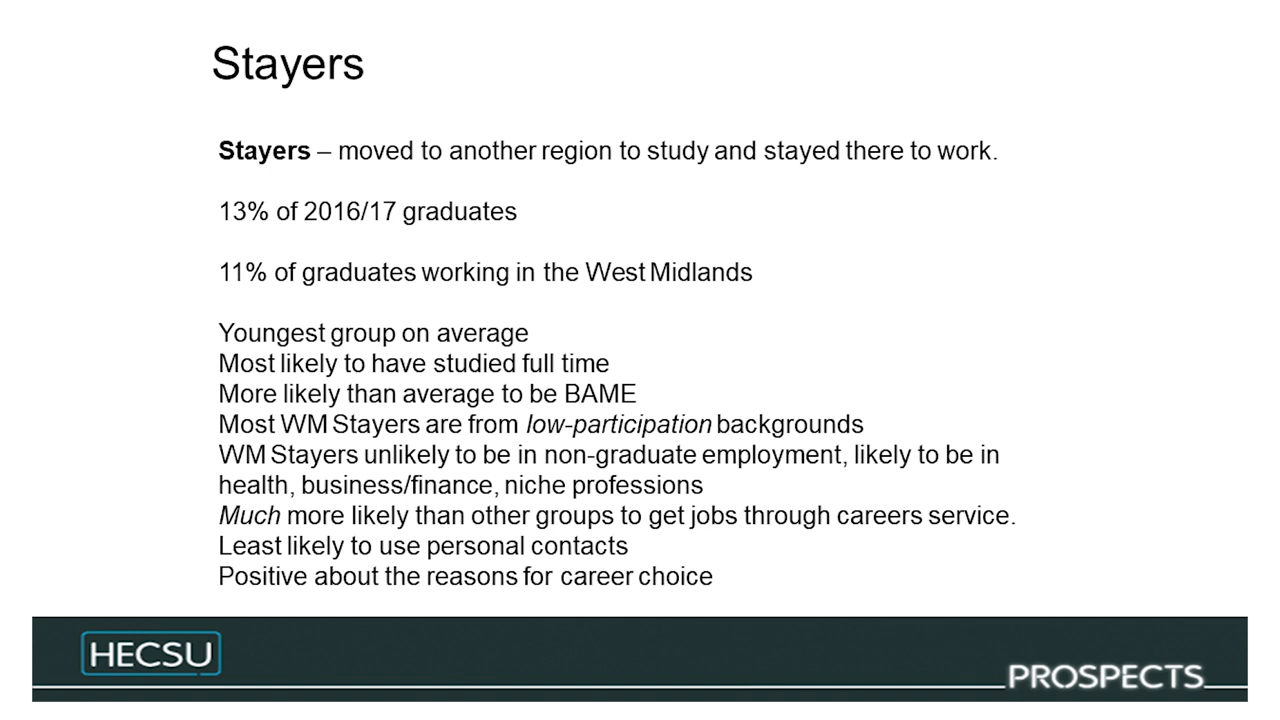 Stayers
Stayers – moved to another region to study and stayed there to work.
13% of 2016/17 graduates
11% of graduates working in the West Midlands
Youngest group on average
Most likely to have studied full time
More likely than average to be BAME
Most WM Stayers are from low-participation backgrounds
WM Stayers unlikely to be in non-graduate employment, likely to be in
health, business/finance, niche professions
Much more likely than other groups to get jobs through careers service.
Least likely to use personal contacts
Positive about the reasons for career choice
HECSU
PROSPECTS